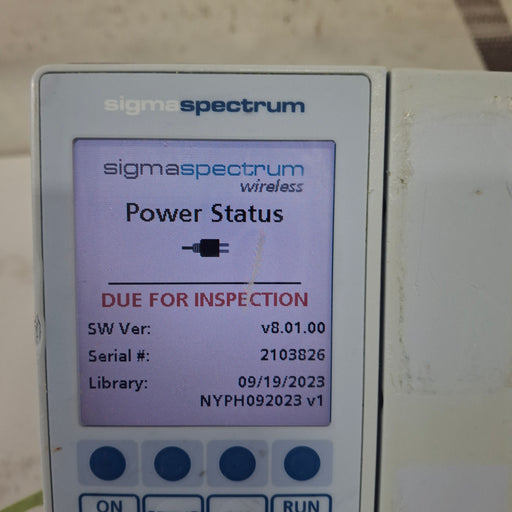 sigmaspectrum
sigmaspectrum
wireless
Power Status
DUE FOR INSPECTION
SW Ver: v8.01.00
Serial #: 2103826
Library: 09/19/2023
NYPH092023 v1
ON RUN